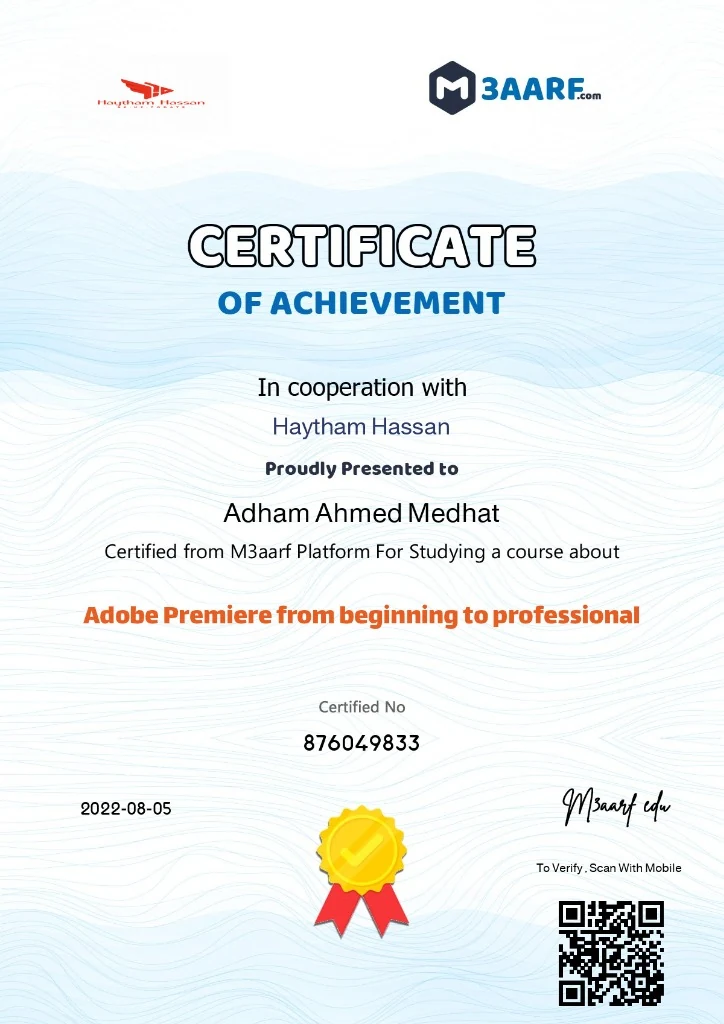 Haytham Hassan
M 3AARF.com
CERTIFICATE
OF ACHIEVEMENT
In cooperation with
Haytham Hassan
Proudly Presented to
Adham Ahmed Medhat
Certified from M3aarf Platform For Studying a course about
Adobe Premiere from beginning to professional
Certified No
876049833
2022-08-05
M3aarf edu
To Verify , Scan With Mobile